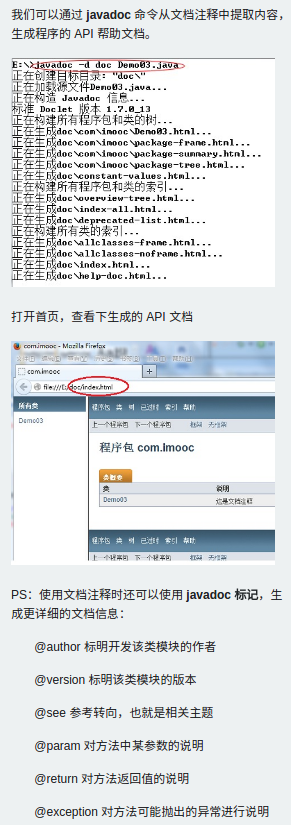 我们可以通过 javadoc 命令从文档注释中提取内容，
生成程序的 API 帮助文档。
E:\>javadoc -d doc Demo03.java
正在创建目标目录: "doc\"
正在加载源文件Demo03.java...
正在构造 Javadoc 信息...
标准 Doclet 版本 1.7.0_13
正在构建所有程序包和类的树...
正在生成doc\com\imooc\Demo03.html...
正在生成doc\com\imooc\package-frame.html...
正在生成doc\com\imooc\package-summary.html...
正在生成doc\com\imooc\package-tree.html...
正在生成doc\constant-values.html...
正在构建所有程序包和类的索引...
正在生成doc\overview-tree.html...
正在生成doc\index-all.html...
正在生成doc\deprecated-list.html...
正在构建所有类的索引...
正在生成doc\allclasses-frame.html...
正在生成doc\allclasses-noframe.html...
正在生成doc\index.html...
正在生成doc\help-doc.html...
打开首页，查看下生成的 API 文档
com.imooc - Mozilla Firefox
com.imooc
file:///E:/doc/index.html
所有类
程序包 类 树 已过时 索引 帮助
Demo03
上一个程序包 下一个程序包 框架 无框架
程序包 com.imooc
类概要
类 说明
Demo03 这是文档注释
程序包 类 树 已过时 索引 帮助
上一个程序包 下一个程序包 框架 无框架
PS：使用文档注释时还可以使用 javadoc 标记，生
成更详细的文档信息：
@author 标明开发该类模块的作者
@version 标明该类模块的版本
@see 参考转向，也就是相关主题
@param 对方法中某参数的说明
@return 对方法返回值的说明
@exception 对方法可能抛出的异常进行说明